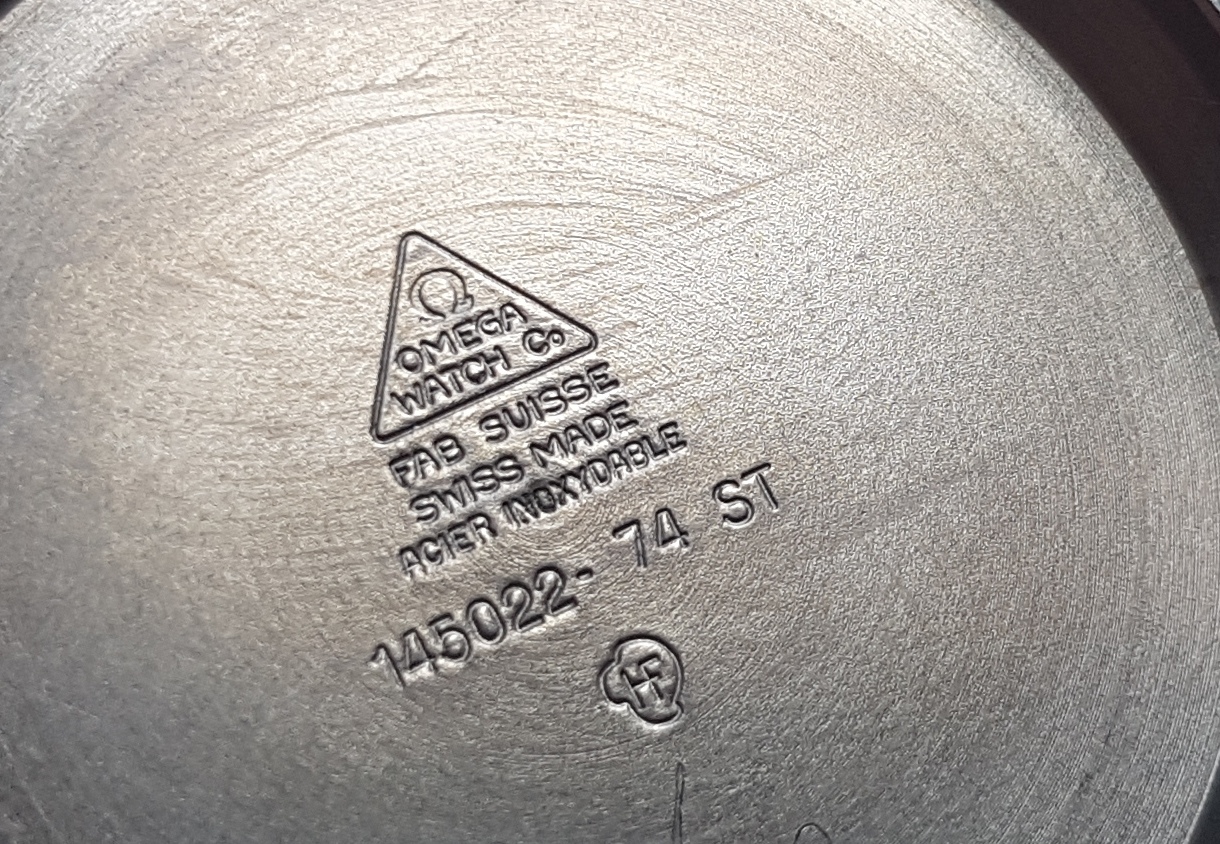 Ω
OMEGA
WATCH Co
FAB SUISSE
SWISS MADE
ACIER INOXYDABLE
145022- 74 ST
HF